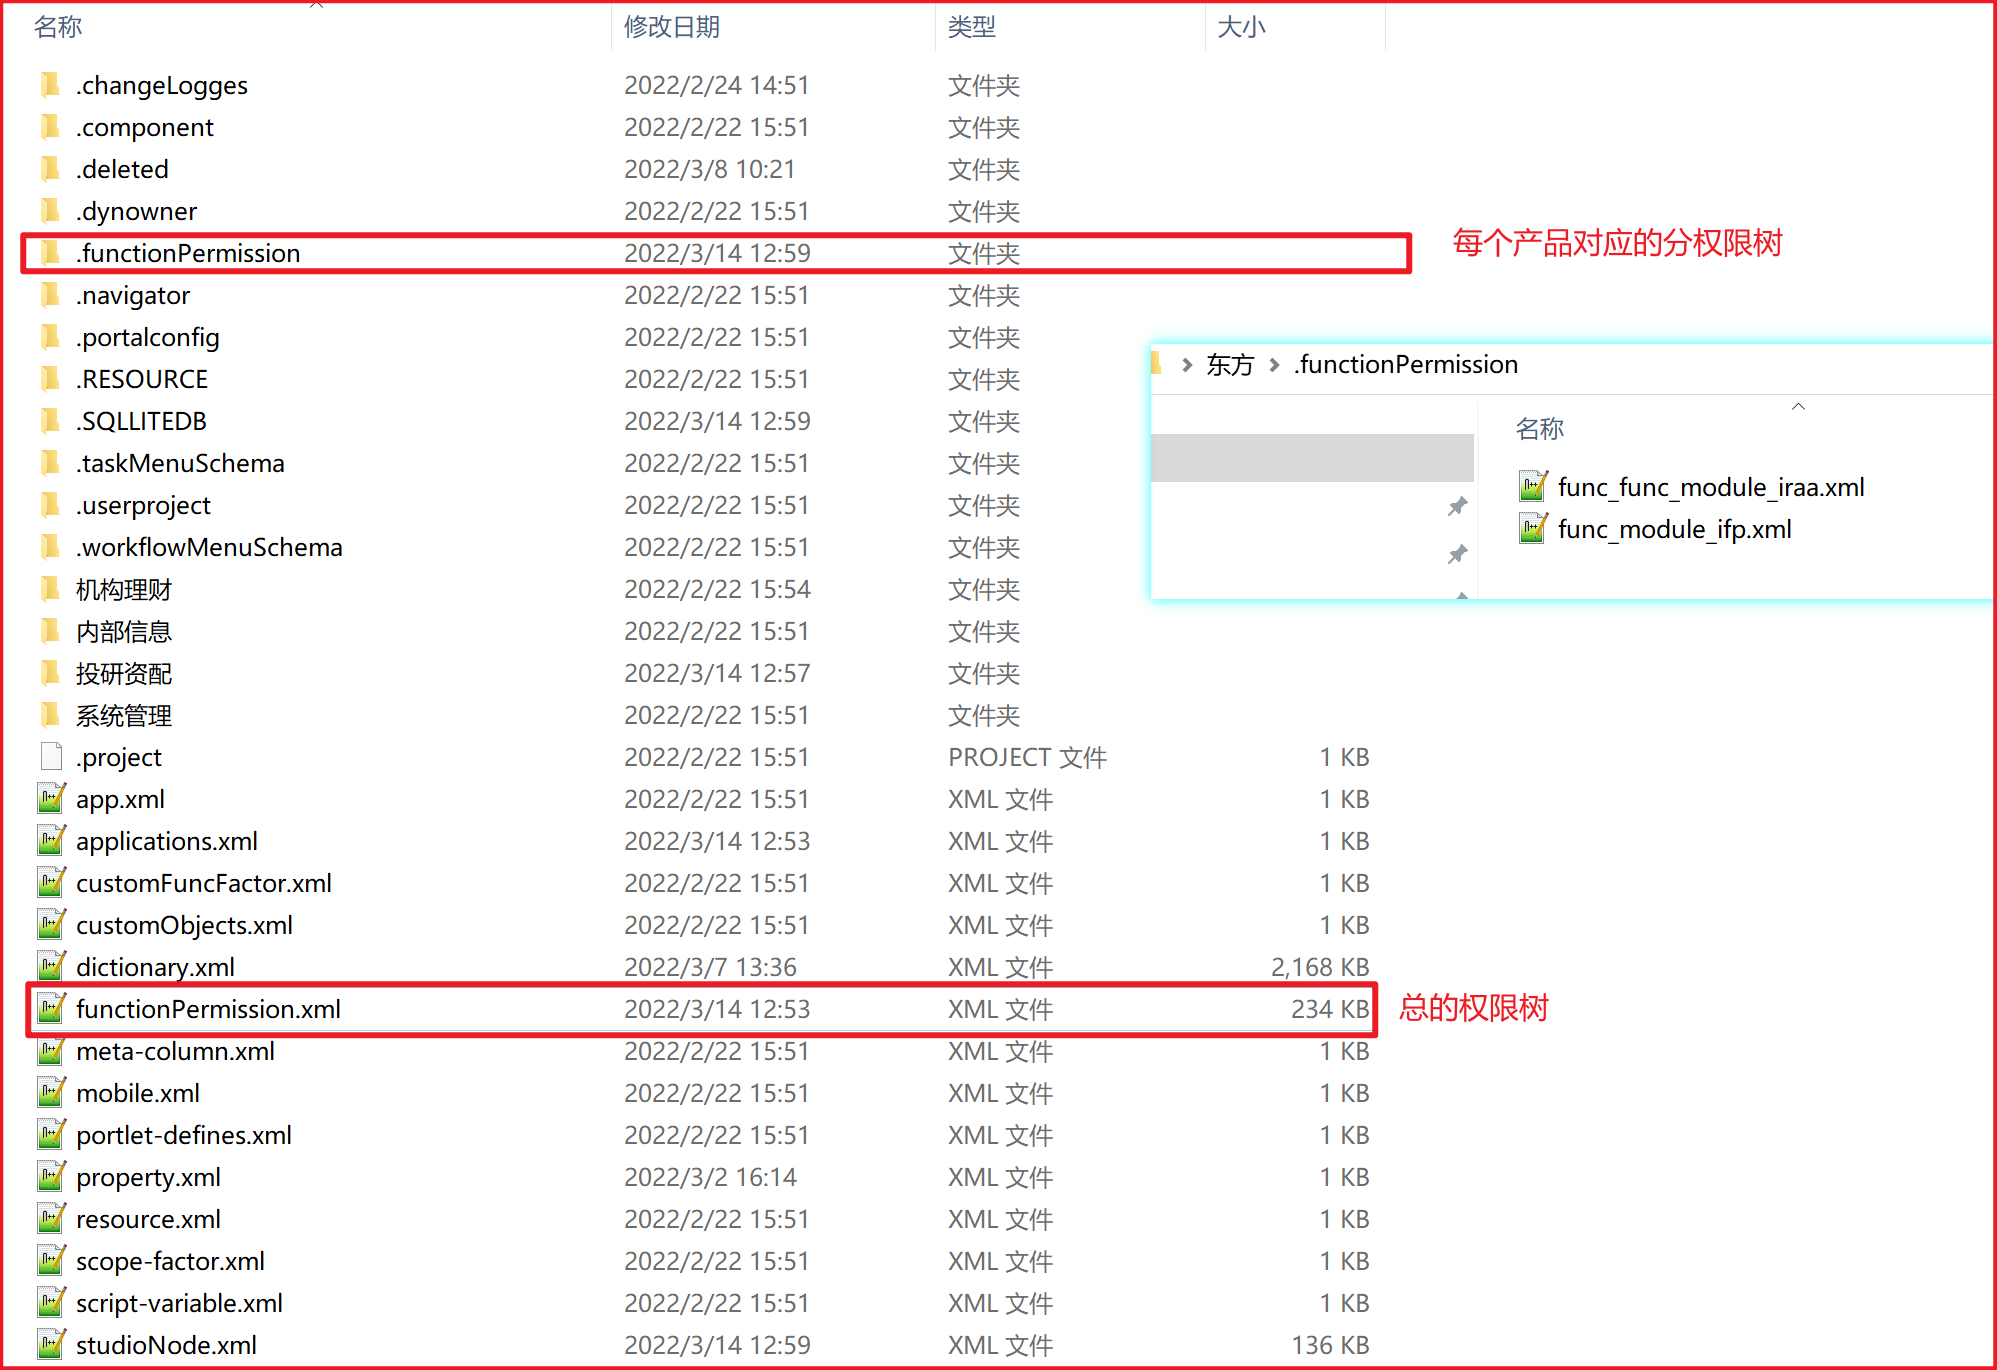 名称 修改日期 类型 大小
.changeLogges 2022/2/24 14:51 文件夹
.component 2022/2/22 15:51 文件夹
.deleted 2022/3/8 10:21 文件夹
.dynowner 2022/2/22 15:51 文件夹
.functionPermission 2022/3/14 12:59 文件夹
每个产品对应的分权限树
.navigator 2022/2/22 15:51 文件夹
.portalconfig 2022/2/22 15:51 文件夹
.RESOURCE 2022/2/22 15:51 文件夹
.SQLLITEDB 2022/3/14 12:59 文件夹
.taskMenuSchema 2022/2/22 15:51 文件夹
.userproject 2022/2/22 15:51 文件夹
.workflowMenuSchema 2022/2/22 15:51 文件夹
机构理财 2022/2/22 15:54 文件夹
内部信息 2022/2/22 15:51 文件夹
投研资配 2022/3/14 12:57 文件夹
系统管理 2022/2/22 15:51 文件夹
东方 > .functionPermission
名称
func_func_module_iraa.xml
func_module_ifp.xml
.project 2022/2/22 15:51 PROJECT 文件 1 KB
app.xml 2022/2/22 15:51 XML 文件 1 KB
applications.xml 2022/3/14 12:53 XML 文件 1 KB
customFuncFactor.xml 2022/2/22 15:51 XML 文件 1 KB
customObjects.xml 2022/2/22 15:51 XML 文件 1 KB
dictionary.xml 2022/3/7 13:36 XML 文件 2,168 KB
functionPermission.xml 2022/3/14 12:53 XML 文件 234 KB
总的权限树
meta-column.xml 2022/2/22 15:51 XML 文件 1 KB
mobile.xml 2022/2/22 15:51 XML 文件 1 KB
portlet-defines.xml 2022/2/22 15:51 XML 文件 1 KB
property.xml 2022/3/2 16:14 XML 文件 1 KB
resource.xml 2022/2/22 15:51 XML 文件 1 KB
scope-factor.xml 2022/2/22 15:51 XML 文件 1 KB
script-variable.xml 2022/2/22 15:51 XML 文件 1 KB
studioNode.xml 2022/3/14 12:59 XML 文件 136 KB